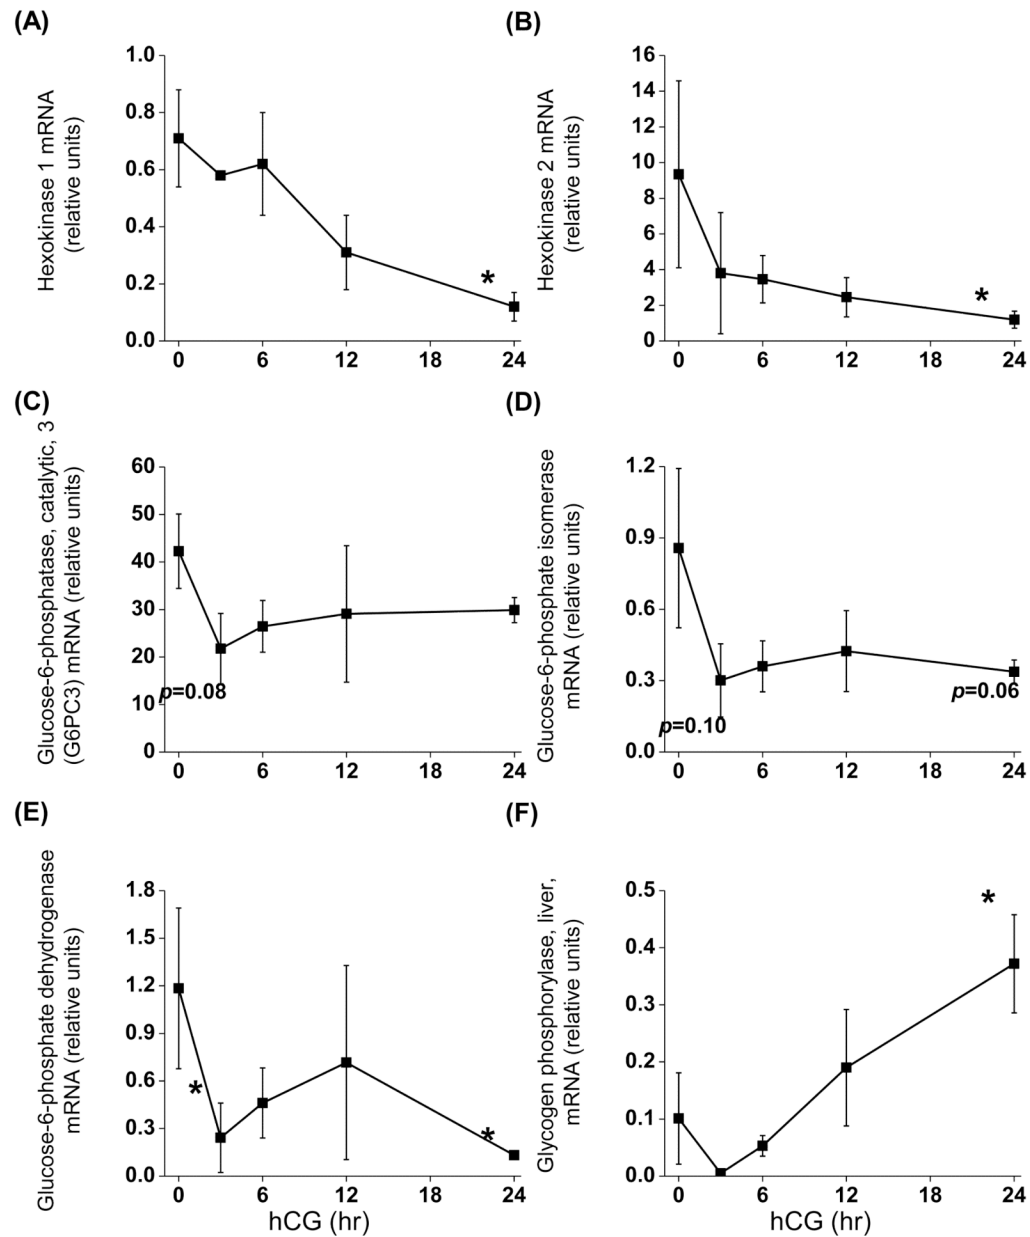 (A)
Hexokinase 1 mRNA
(relative units)
1.0
0.8
0.6
0.4
0.2
0.0
*
0 6 12 18 24
(B)
Hexokinase 2 mRNA
(relative units)
16
14
12
10
8
6
4
2
0
*
0 6 12 18 24
(C)
Glucose-6-phosphatase, catalytic, 3
(G6PC3) mRNA (relative units)
60
50
40
30
20
10
0
p=0.08
0 6 12 18 24
(D)
Glucose-6-phosphate isomerase
mRNA (relative units)
1.2
0.9
0.6
0.3
0.0
p=0.10
p=0.06
0 6 12 18 24
(E)
Glucose-6-phosphate dehydrogenase
mRNA (relative units)
1.8
1.5
1.2
0.9
0.6
0.3
0.0
*
*
0 6 12 18 24
hCG (hr)
(F)
Glycogen phosphorylase, liver,
mRNA (relative units)
0.5
0.4
0.3
0.2
0.1
0.0
*
0 6 12 18 24
hCG (hr)